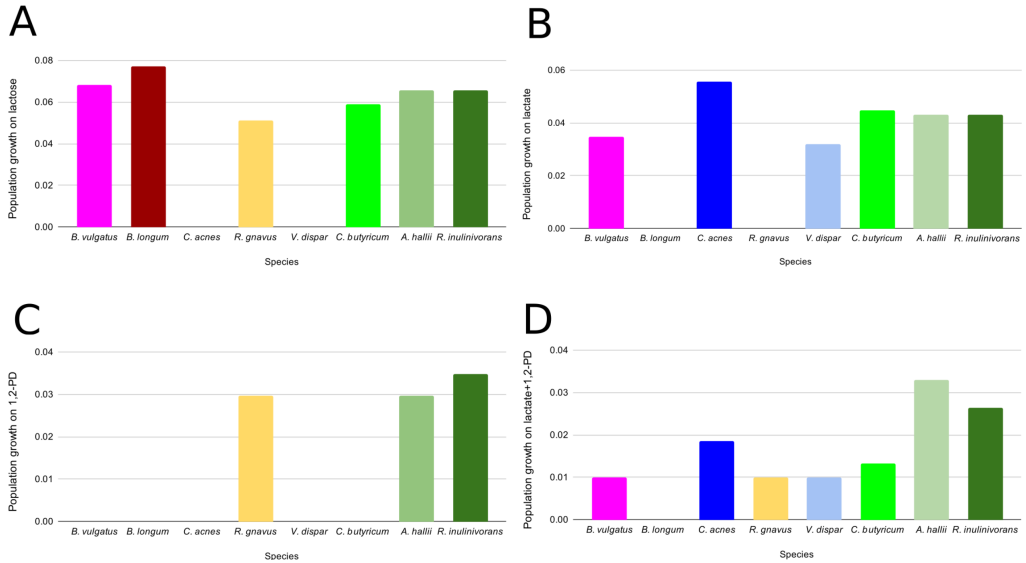 A
Population growth on lactose
0.08
0.06
0.04
0.02
0.00
B. vulgatus B. longum C. acnes R. gnavus V. dispar C. butyricum A. hallii R. inulinivorans
Species
B
Population growth on lactate
0.06
0.04
0.02
0.00
B. vulgatus B. longum C. acnes R. gnavus V. dispar C. butyricum A. hallii R. inulinivorans
Species
C
Population growth on 1,2-PD
0.04
0.03
0.02
0.01
0.00
B. vulgatus B. longum C. acnes R. gnavus V. dispar C. butyricum A. hallii R. inulinivorans
Species
D
Population growth on lactate+1,2-PD
0.04
0.03
0.02
0.01
0.00
B. vulgatus B. longum C. acnes R. gnavus V. dispar C. butyricum A. hallii R. inulinivorans
Species